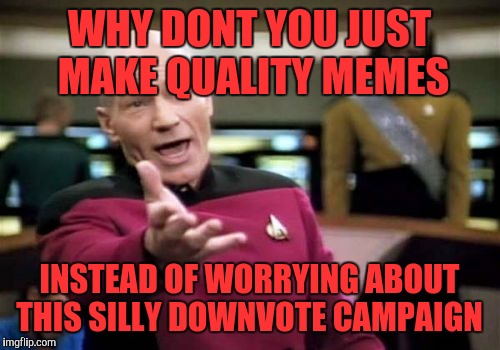 WHY DONT YOU JUST
MAKE QUALITY MEMES
INSTEAD OF WORRYING ABOUT
THIS SILLY DOWNVOTE CAMPAIGN
imgflip.com